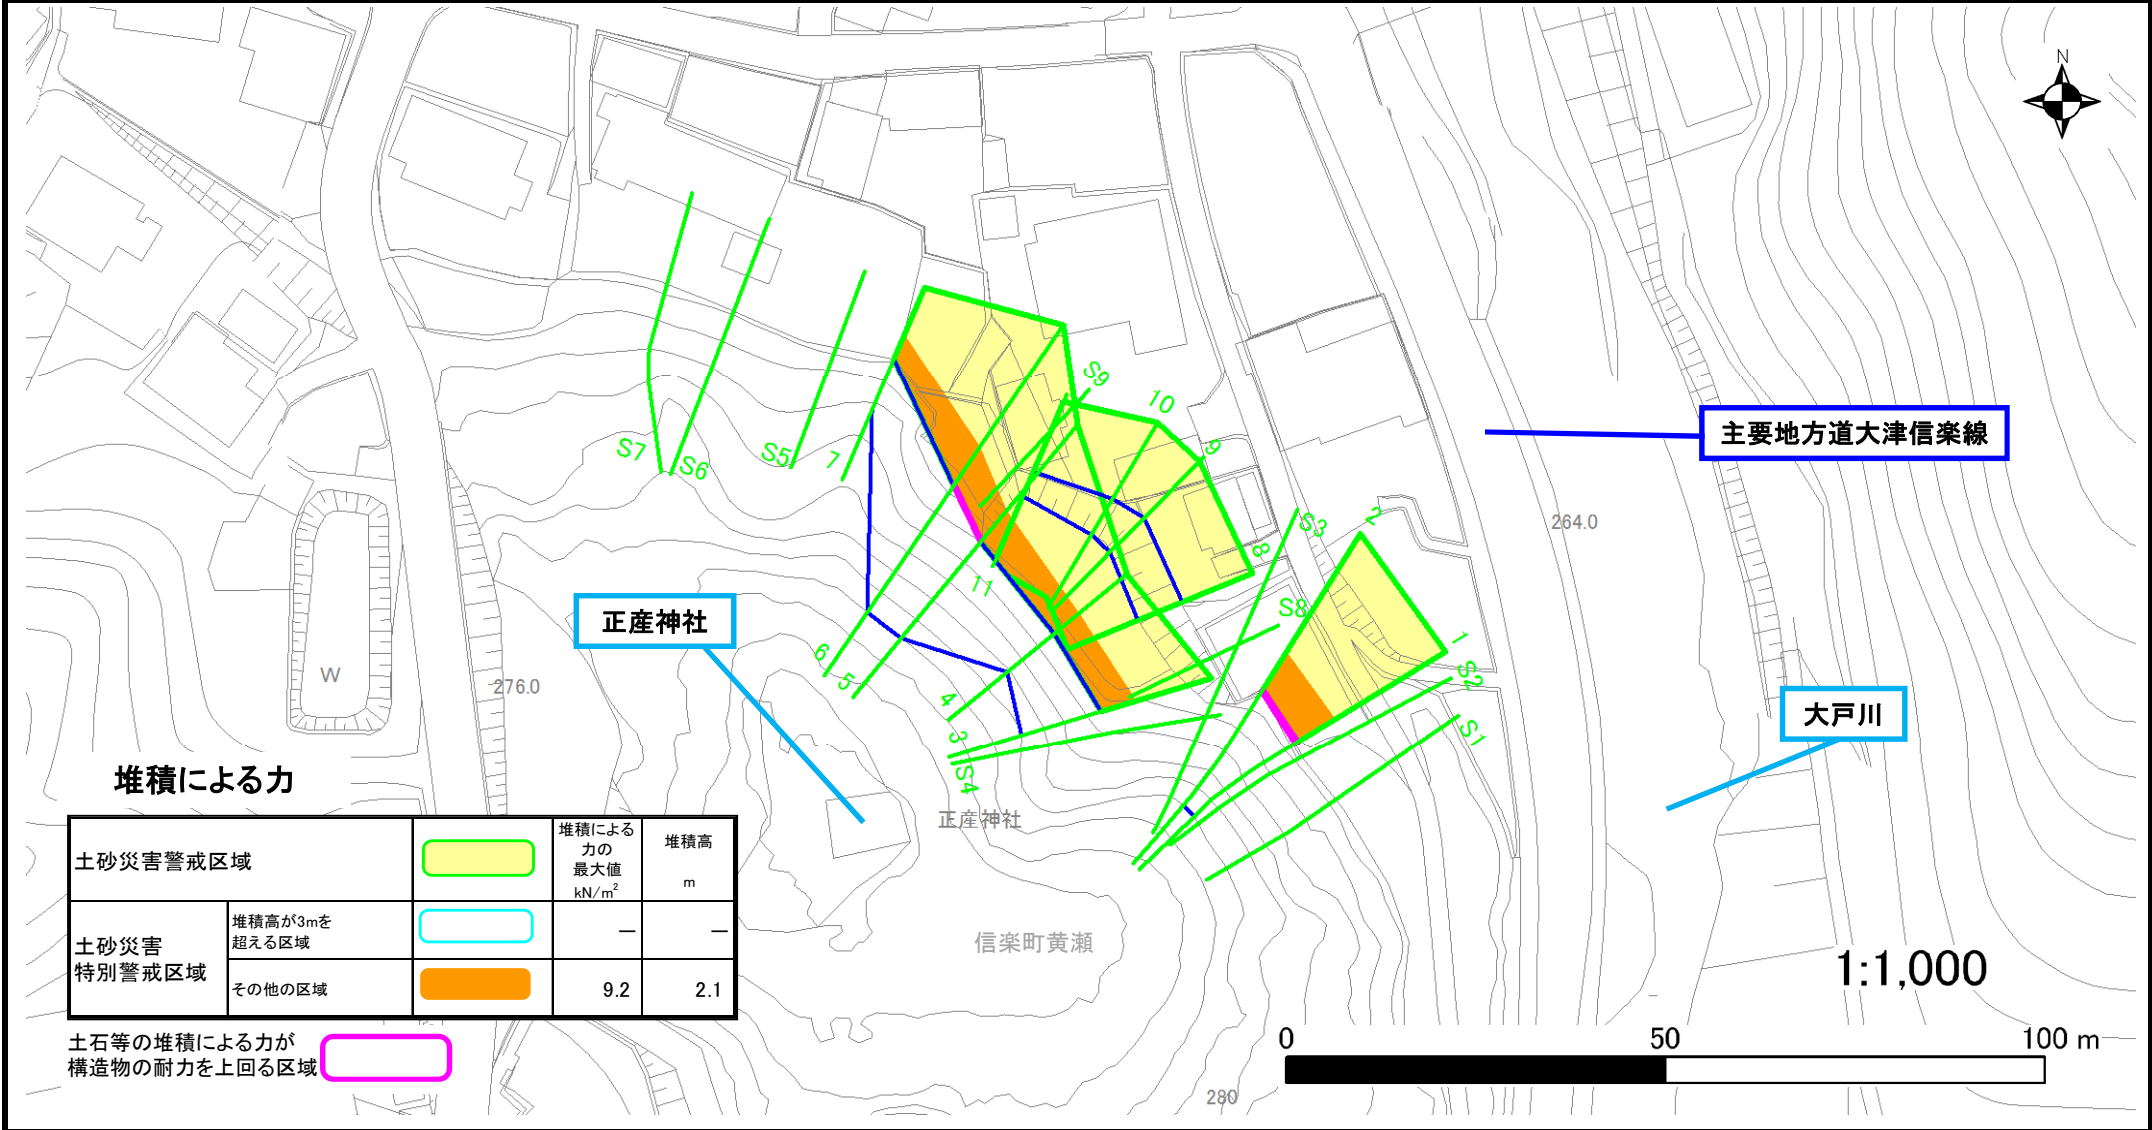 N
S9
10
9
主要地方道大津信楽線
S7
S6
S5
7
S3
2
264.0
8
11
S8
正産神社
6
1
5
S2
W
276.0
4
大戸川
3
S1
S4
堆積による力
正産神社
土砂災害警戒区域
堆積による
力の
最大値
kN/m²
堆積高
m
土砂災害
特別警戒区域
堆積高が3mを
超える区域
—
—
その他の区域
9.2
2.1
信楽町黄瀬
1:1,000
土石等の堆積による力が
構造物の耐力を上回る区域
0
50
100 m
280